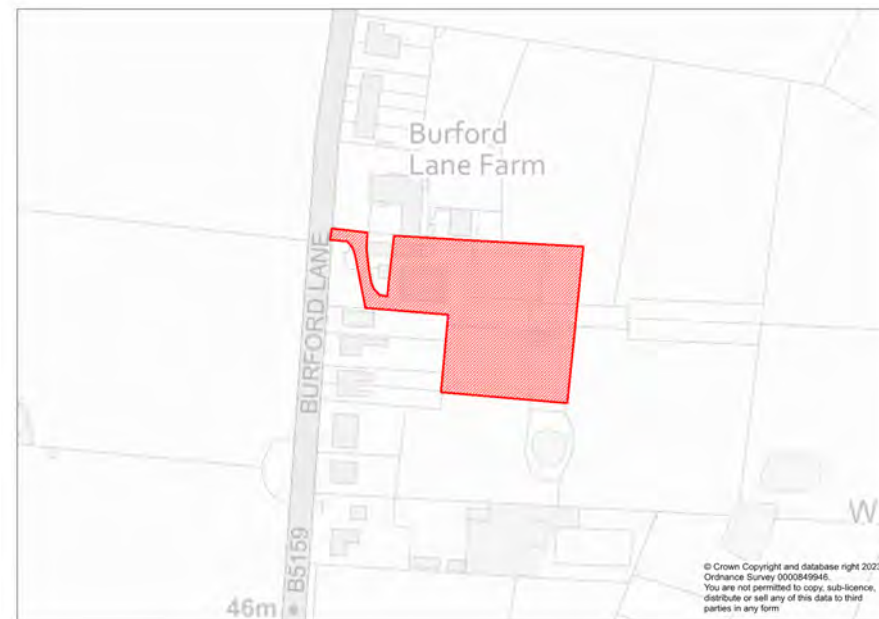 Burford
Lane Farm
BURFORD LANE
B5159
46m
W
© Crown Copyright and database right 2023
Ordnance Survey 0000849946.
You are not permitted to copy, sub-licence,
distribute or sell any of this data to third
parties in any form